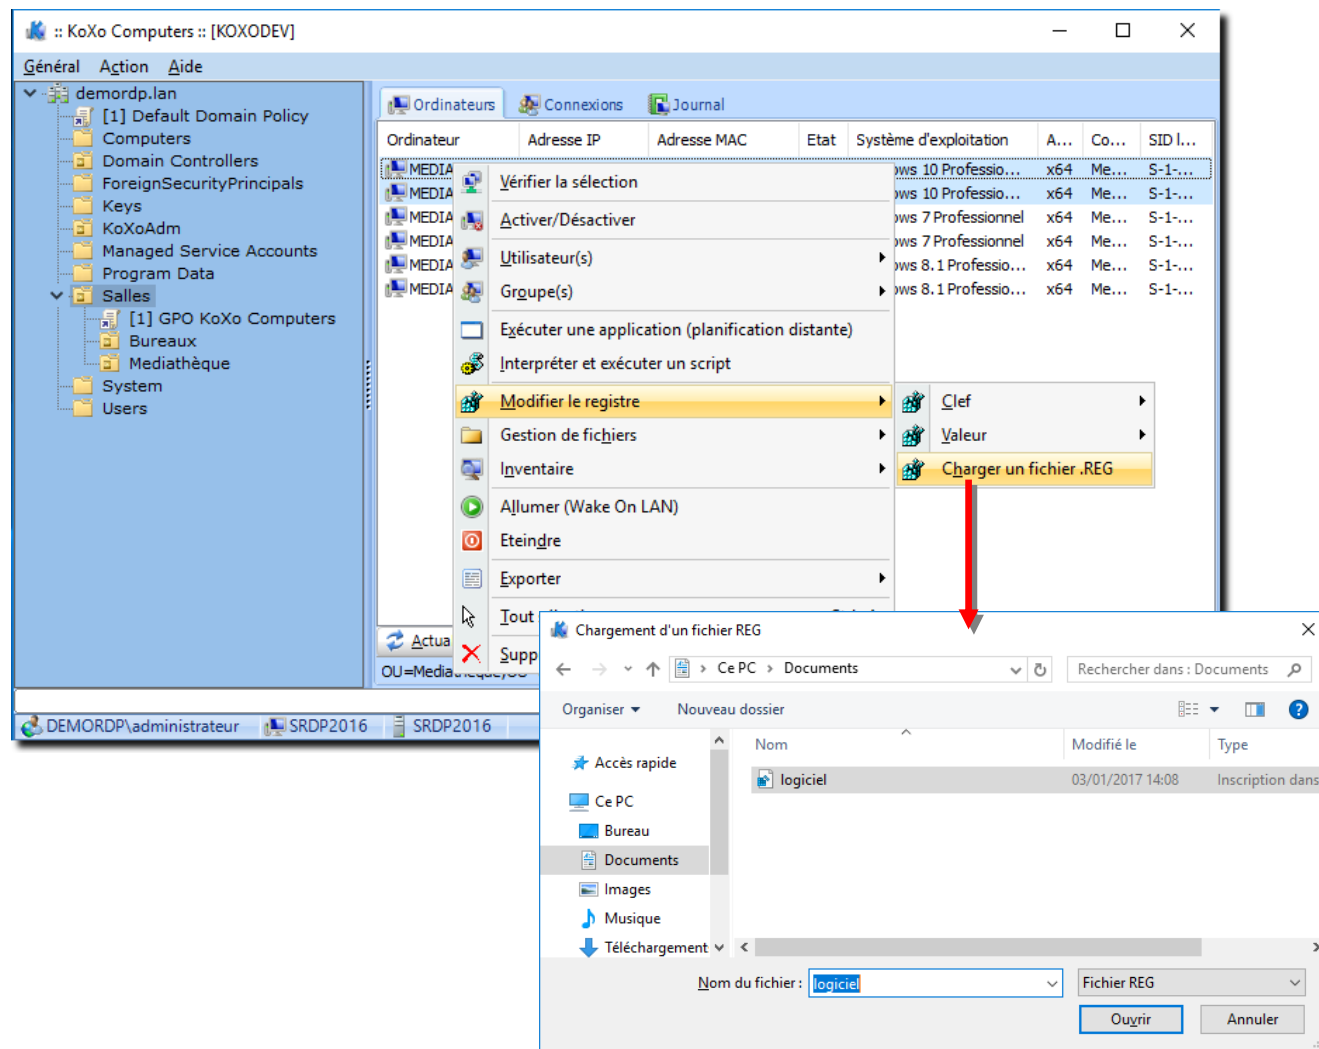 :: KoXo Computers :: [KOXODEV]
Général Action Aide
demordp.lan
[1] Default Domain Policy
Computers
Domain Controllers
ForeignSecurityPrincipals
Keys
KoXoAdm
Managed Service Accounts
Program Data
Salles
[1] GPO KoXo Computers
Bureaux
Mediathèque
System
Users
Ordinateurs Connexions Journal
Ordinateur Adresse IP Adresse MAC Etat Système d'exploitation A... Co... SID l...
MEDIA ows 10 Professio... x64 Me... S-1-...
MEDIA ows 10 Professio... x64 Me... S-1-...
MEDIA ows 7 Professionnel x64 Me... S-1-...
MEDIA ows 7 Professionnel x64 Me... S-1-...
MEDIA ows 8.1 Professio... x64 Me... S-1-...
MEDIA ows 8.1 Professio... x64 Me... S-1-...
Vérifier la sélection
Activer/Désactiver
Utilisateur(s)
Groupe(s)
Exécuter une application (planification distante)
Interpréter et exécuter un script
Modifier le registre
Gestion de fichiers
Inventaire
Allumer (Wake On LAN)
Eteindre
Exporter
Tout
Supp
Clef
Valeur
Charger un fichier .REG
Actua
DEMORDP\administrateur SRDP2016 SRDP2016
Chargement d'un fichier REG
Ce PC > Documents
Rechercher dans : Documents
Organiser Nouveau dossier
Nom Modifié le Type
logiciel 03/01/2017 14:08 Inscription dans
Accès rapide
Ce PC
Bureau
Documents
Images
Musique
Téléchargement
Nom du fichier : logiciel Fichier REG
Ouvrir Annuler